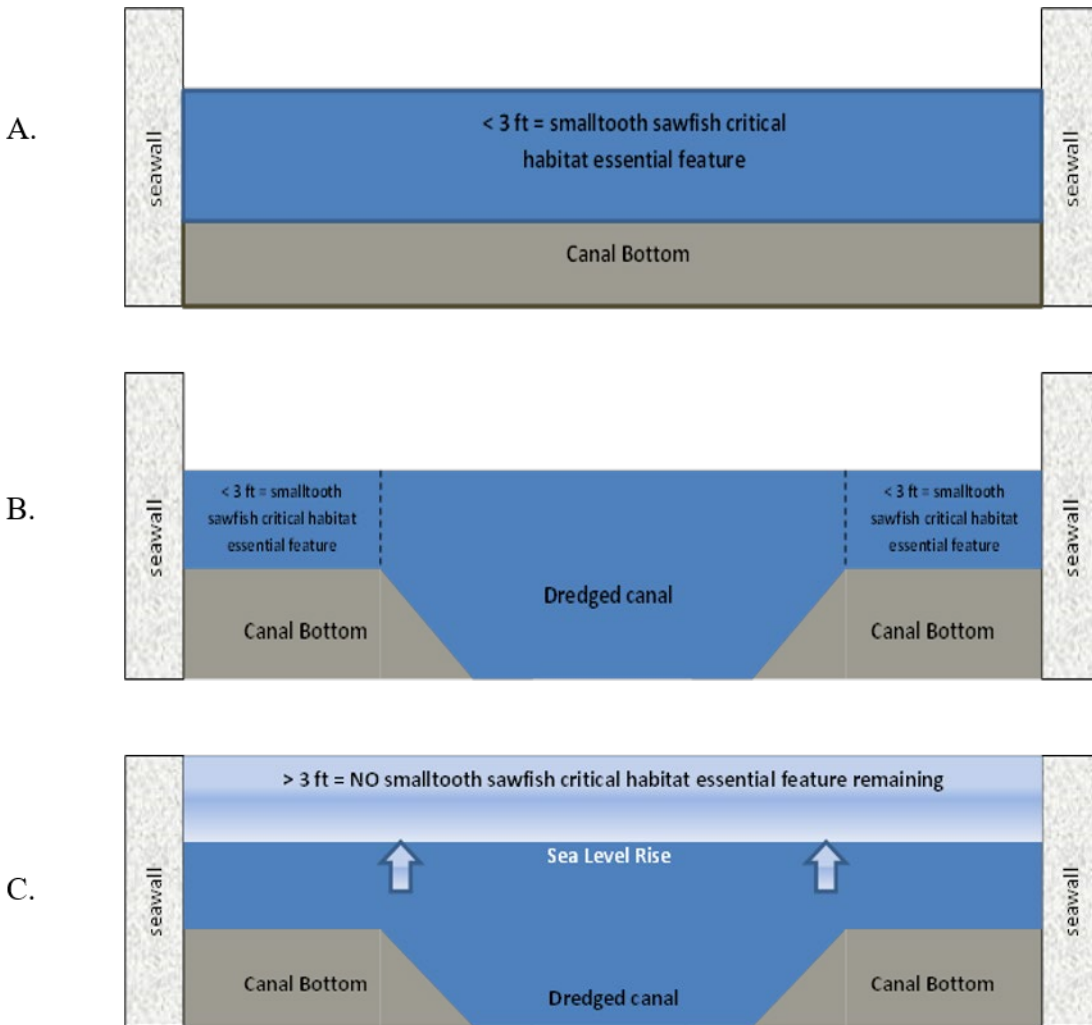 A.
seawall
< 3 ft = smalltooth sawfish critical
habitat essential feature
Canal Bottom
seawall
B.
seawall
< 3 ft = smalltooth
sawfish critical habitat
essential feature
Dredged canal
< 3 ft = smalltooth
sawfish critical habitat
essential feature
Canal Bottom
Canal Bottom
seawall
C.
seawall
> 3 ft = NO smalltooth sawfish critical habitat essential feature remaining
Sea Level Rise
Canal Bottom
Dredged canal
Canal Bottom
seawall